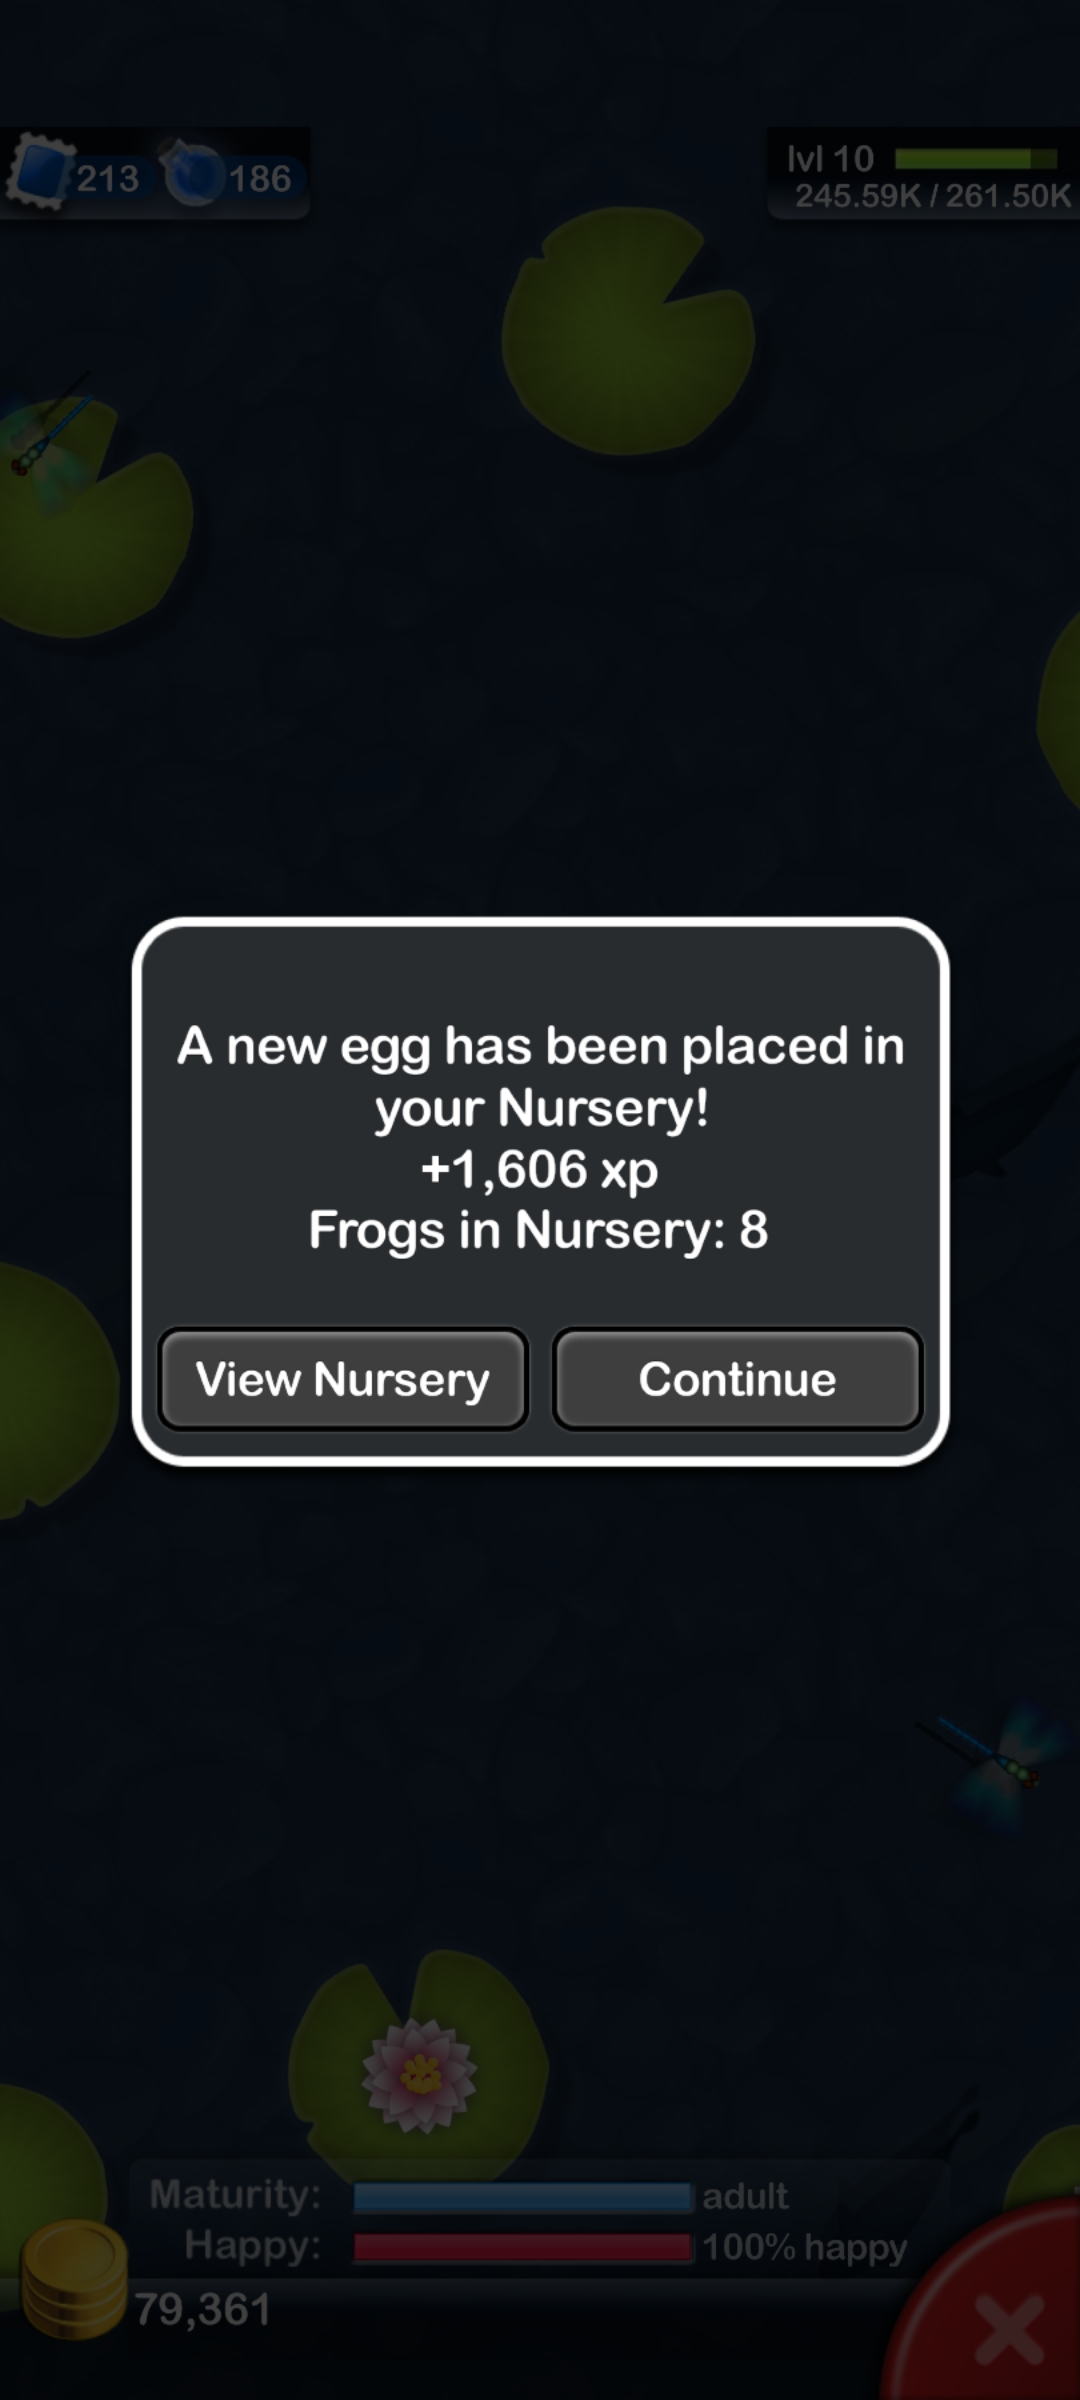 213 186
lvl 10
245.59K / 261.50K
A new egg has been placed in
your Nursery!
+1,606 xp
Frogs in Nursery: 8
View Nursery Continue
Maturity: adult
Happy: 100% happy
79,361